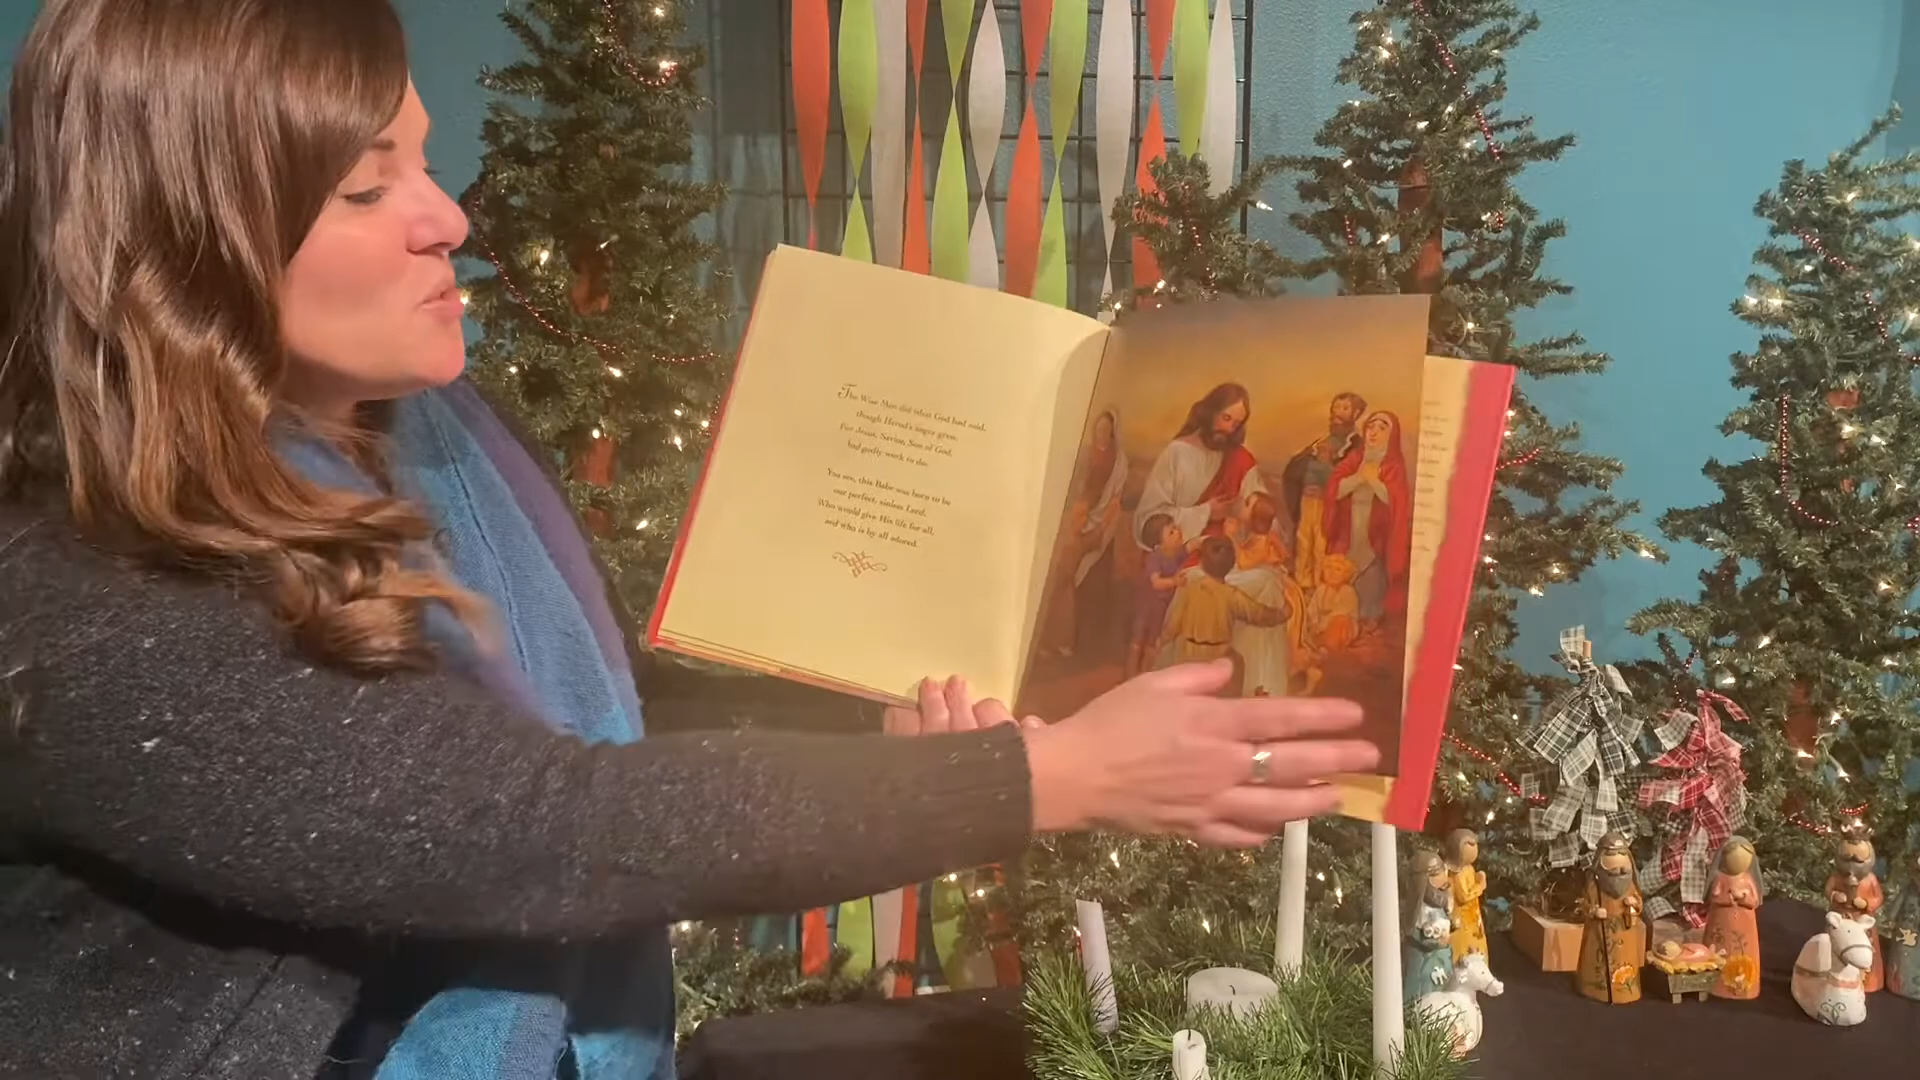 The Wise Men did what God had said,
though Herod's anger grew.
For Jesus, Savior, Son of God,
had godly work to do.
You see, this Babe was born to be
our perfect, sinless Lord,
Who would give His life for all,
and who is by all adored.